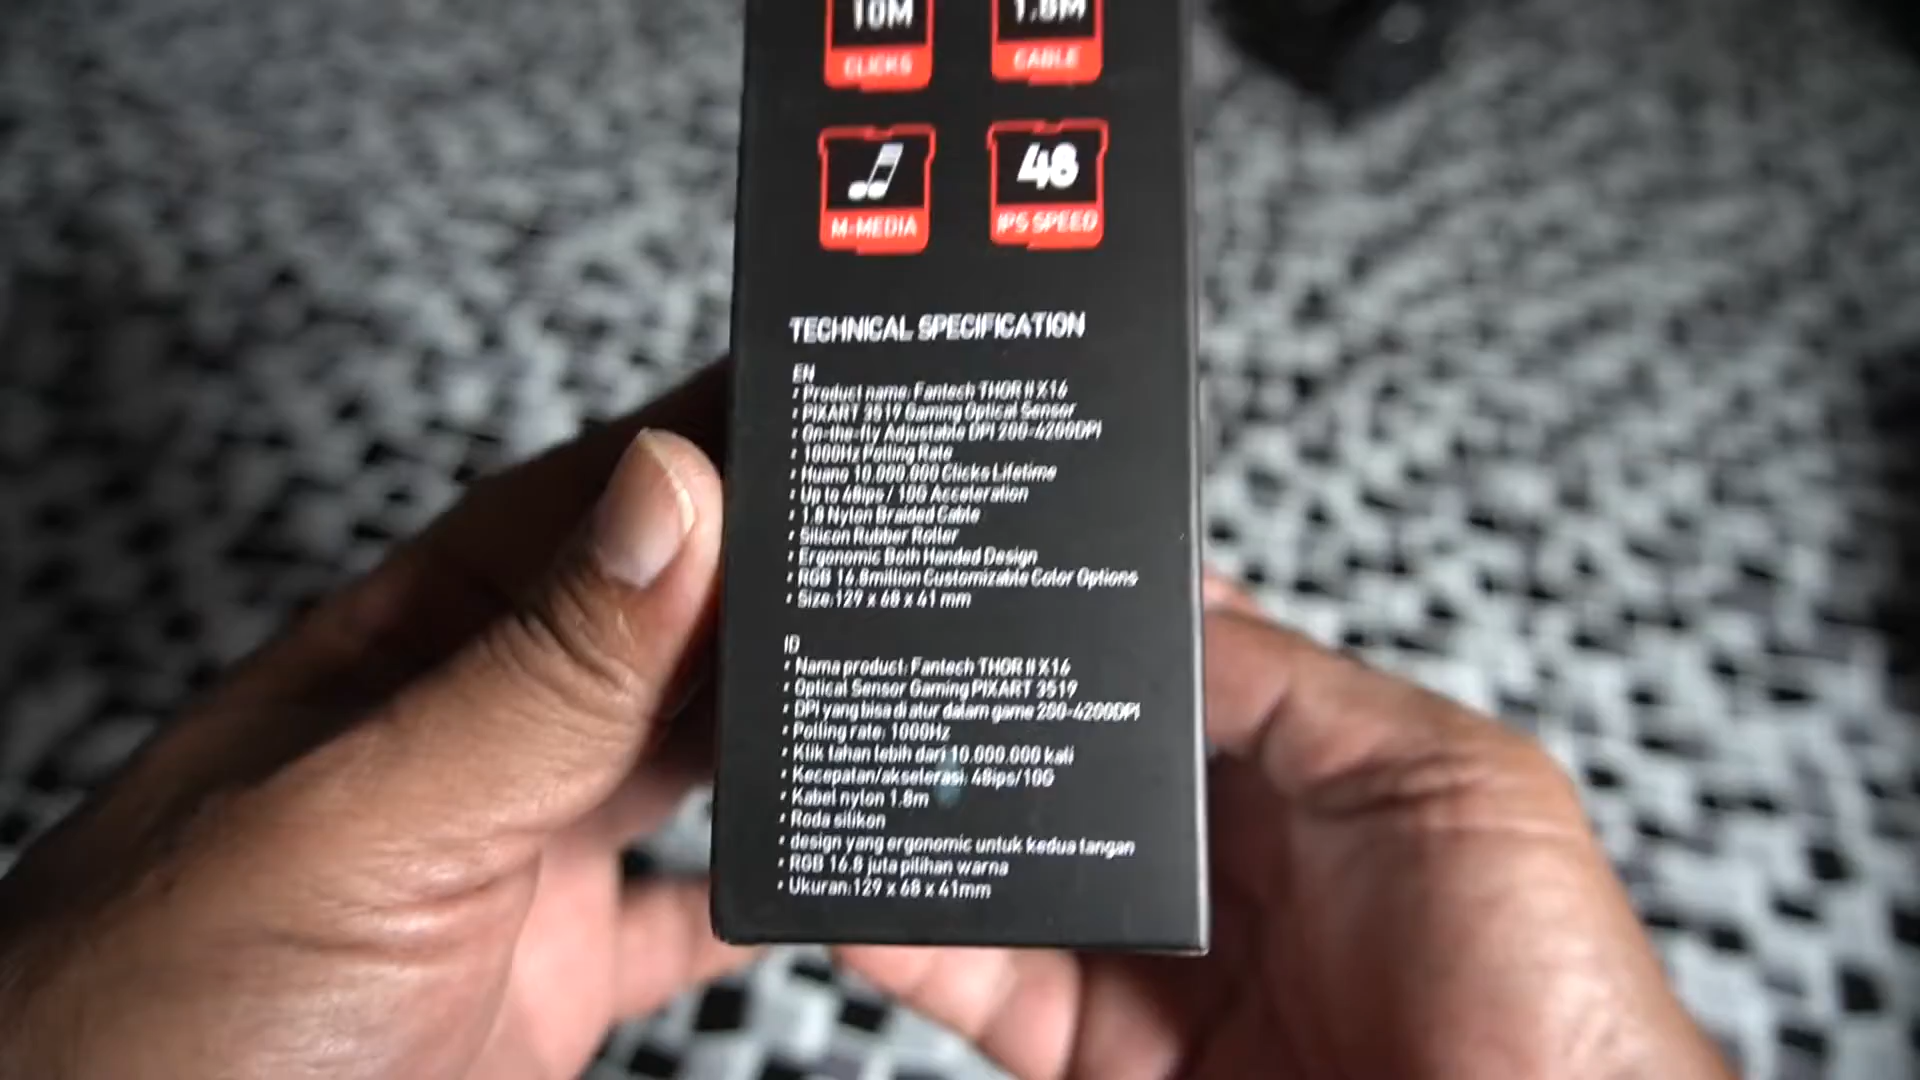 10M
CLICKS
1.8M
CABLE
M-MEDIA
48
IPS SPEED
TECHNICAL SPECIFICATION
EN
• Product name: Fantech THOR II X16
• PIXART 3519 Gaming Optical Sensor
• On-the-fly Adjustable DPI 200-4200DPI
• 1000Hz Polling Rate
• Huano 10.000.000 Clicks Lifetime
• Up to 48ips / 10G Acceteration
• 1.8 Nylon Braided Cable
• Silicon Rubber Roller
• Ergonomic Both Handed Design
• RGB 16.8million Customizable Color Options
• Size:129 x 68 x 41 mm
ID
• Nama product: Fantech THOR II X16
• Optical Sensor Gaming PIXART 3519
• DPI yang bisa di atur dalam game 200-4200DPI
• Polling rate: 1000Hz
• Klik tahan lebih dari 10.000.000 kali
• Kecepatan/akselerasi: 48ips/10G
• Kabel nylon 1.8m
• Roda silikon
• design yang ergonomic untuk kedua tangan
• RGB 16.8 juta pilihan warna
• Ukuran:129 x 68 x 41mm